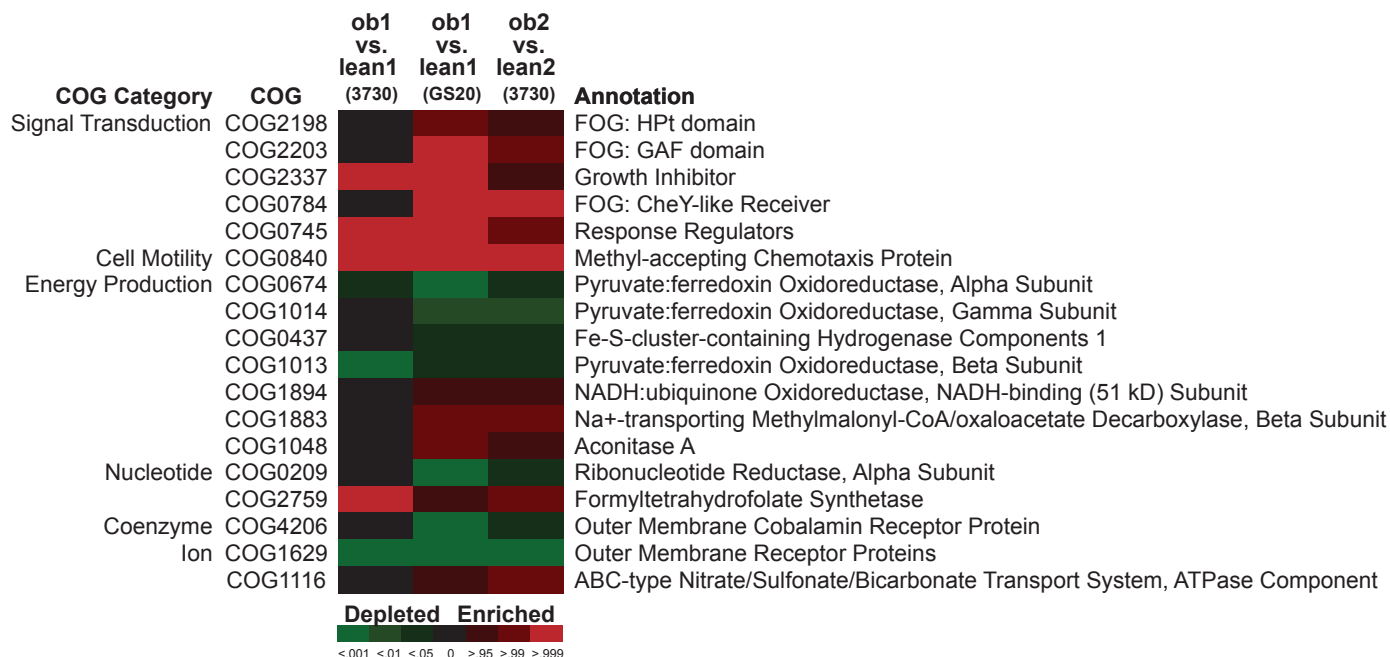 ob1 vs. lean1 (3730)
ob1 vs. lean1 (GS20)
ob2 vs. lean2 (3730)
COG Category COG Annotation
Signal Transduction COG2198 FOG: HPt domain
COG2203 FOG: GAF domain
COG2337 Growth Inhibitor
COG0784 FOG: CheY-like Receiver
COG0745 Response Regulators
Cell Motility COG0840 Methyl-accepting Chemotaxis Protein
Energy Production COG0674 Pyruvate:ferredoxin Oxidoreductase, Alpha Subunit
COG1014 Pyruvate:ferredoxin Oxidoreductase, Gamma Subunit
COG0437 Fe-S-cluster-containing Hydrogenase Components 1
COG1013 Pyruvate:ferredoxin Oxidoreductase, Beta Subunit
COG1894 NADH:ubiquinone Oxidoreductase, NADH-binding (51 kD) Subunit
COG1883 Na+-transporting Methylmalonyl-CoA/oxaloacetate Decarboxylase, Beta Subunit
COG1048 Aconitase A
Nucleotide COG0209 Ribonucleotide Reductase, Alpha Subunit
COG2759 Formyltetrahydrofolate Synthetase
Coenzyme COG4206 Outer Membrane Cobalamin Receptor Protein
Ion COG1629 Outer Membrane Receptor Proteins
COG1116 ABC-type Nitrate/Sulfonate/Bicarbonate Transport System, ATPase Component
Depleted Enriched
<.001 <.01 <.05 0 >.95 >.99 >.999